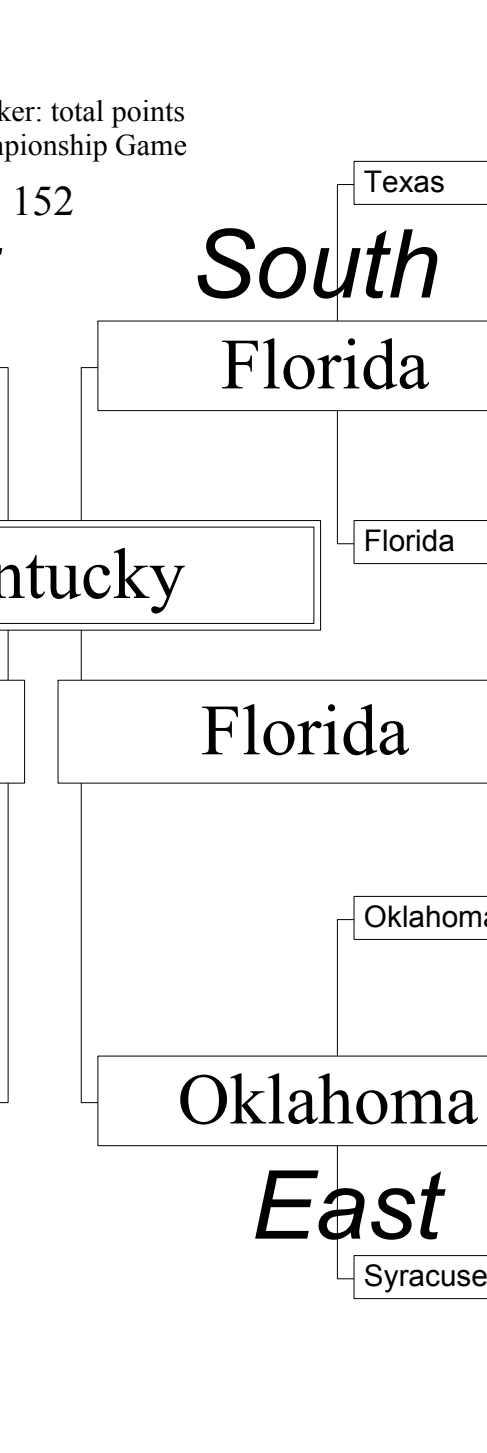 ker: total points
pionship Game
152
Texas
South
Florida
Florida
ntucky
Florida
Oklahoma
Oklahoma
East
Syracuse